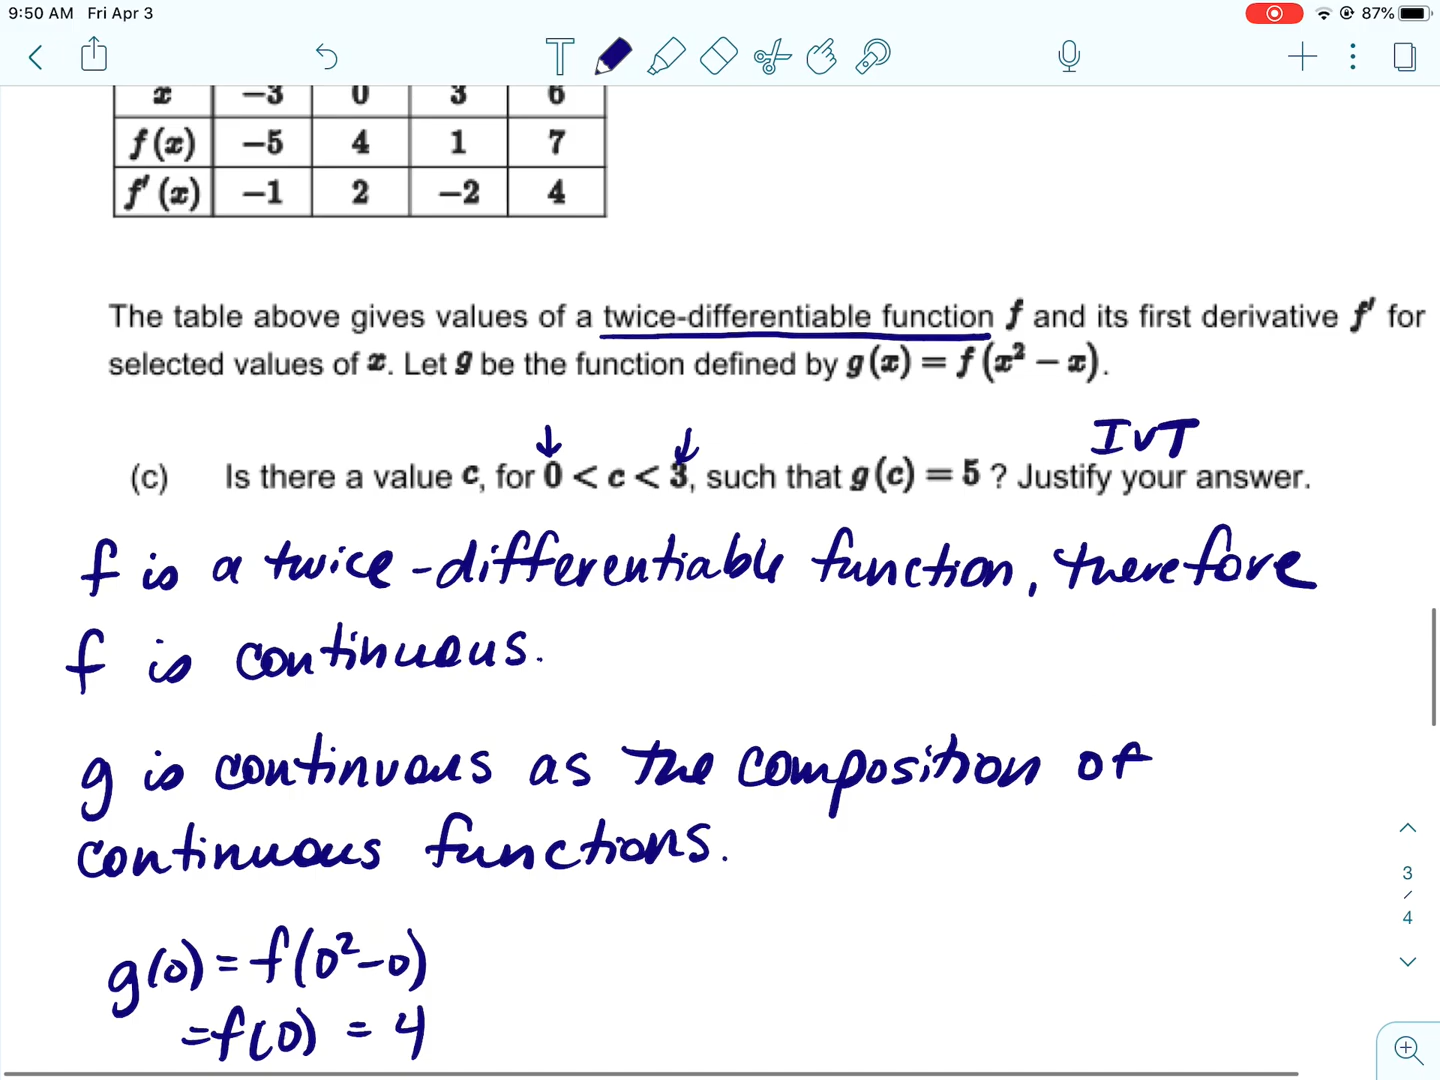 9:50 AM Fri Apr 3 87%
T
x −3 0 3 6
f(x) −5 4 1 7
f′(x) −1 2 −2 4
The table above gives values of a twice-differentiable function f and its first derivative f′ for
selected values of x. Let g be the function defined by g(x) = f(x² − x).
IVT
(c) Is there a value c, for 0 < c < 3, such that g(c) = 5 ? Justify your answer.
f is a twice-differentiable function, therefore
f is continuous.
g is continuous as the composition of
continuous functions.
g(0) = f(0²-0)
= f(0) = 4
3
/
4